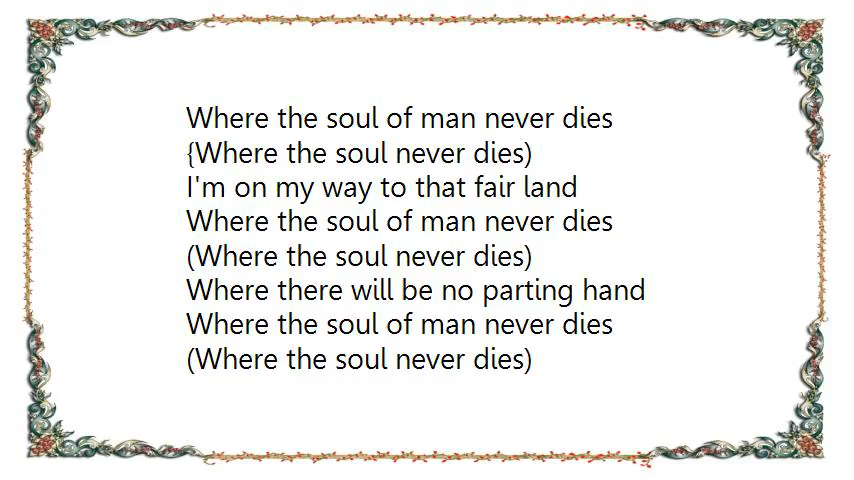 Where the soul of man never dies
{Where the soul never dies)
I'm on my way to that fair land
Where the soul of man never dies
(Where the soul never dies)
Where there will be no parting hand
Where the soul of man never dies
(Where the soul never dies)